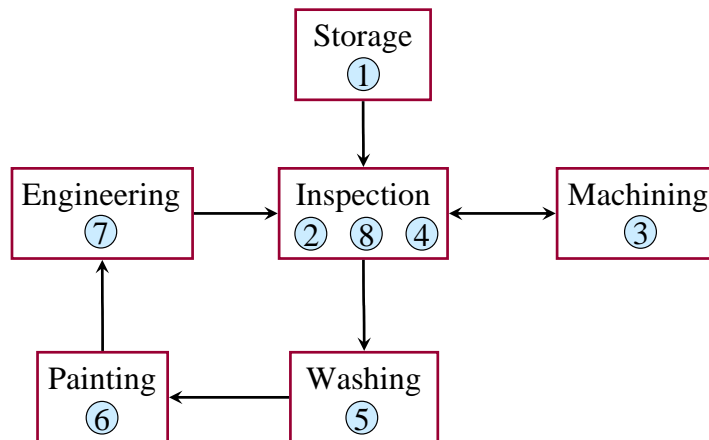 Storage
1
Engineering
7
Inspection
2 8 4
Machining
3
Painting
6
Washing
5